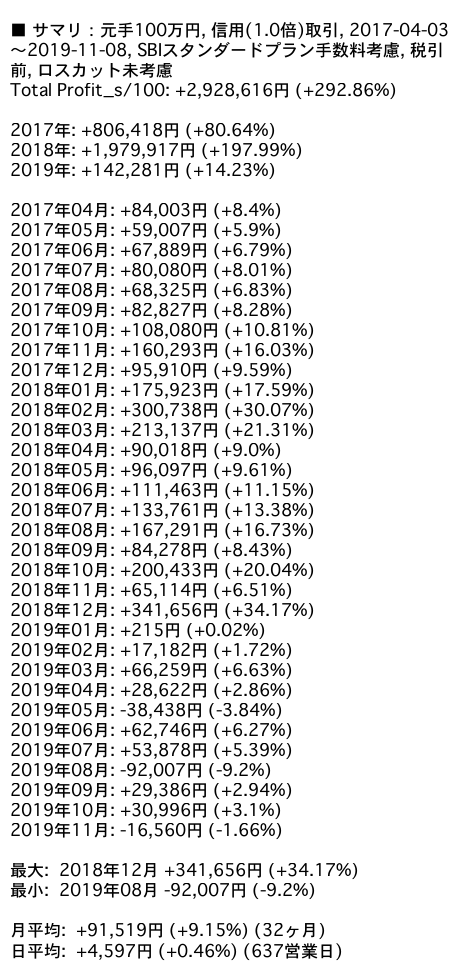 ■ サマリ：元手100万円, 信用(1.0倍)取引, 2017-04-03
～2019-11-08, SBIスタンダードプラン手数料考慮, 税引
前, ロスカット未考慮
Total Profit_s/100: +2,928,616円 (+292.86%)
2017年: +806,418円 (+80.64%)
2018年: +1,979,917円 (+197.99%)
2019年: +142,281円 (+14.23%)
2017年04月: +84,003円 (+8.4%)
2017年05月: +59,007円 (+5.9%)
2017年06月: +67,889円 (+6.79%)
2017年07月: +80,080円 (+8.01%)
2017年08月: +68,325円 (+6.83%)
2017年09月: +82,827円 (+8.28%)
2017年10月: +108,080円 (+10.81%)
2017年11月: +160,293円 (+16.03%)
2017年12月: +95,910円 (+9.59%)
2018年01月: +175,923円 (+17.59%)
2018年02月: +300,738円 (+30.07%)
2018年03月: +213,137円 (+21.31%)
2018年04月: +90,018円 (+9.0%)
2018年05月: +96,097円 (+9.61%)
2018年06月: +111,463円 (+11.15%)
2018年07月: +133,761円 (+13.38%)
2018年08月: +167,291円 (+16.73%)
2018年09月: +84,278円 (+8.43%)
2018年10月: +200,433円 (+20.04%)
2018年11月: +65,114円 (+6.51%)
2018年12月: +341,656円 (+34.17%)
2019年01月: +215円 (+0.02%)
2019年02月: +17,182円 (+1.72%)
2019年03月: +66,259円 (+6.63%)
2019年04月: +28,622円 (+2.86%)
2019年05月: -38,438円 (-3.84%)
2019年06月: +62,746円 (+6.27%)
2019年07月: +53,878円 (+5.39%)
2019年08月: -92,007円 (-9.2%)
2019年09月: +29,386円 (+2.94%)
2019年10月: +30,996円 (+3.1%)
2019年11月: -16,560円 (-1.66%)
最大: 2018年12月 +341,656円 (+34.17%)
最小: 2019年08月 -92,007円 (-9.2%)
月平均: +91,519円 (+9.15%) (32ヶ月)
日平均: +4,597円 (+0.46%) (637営業日)